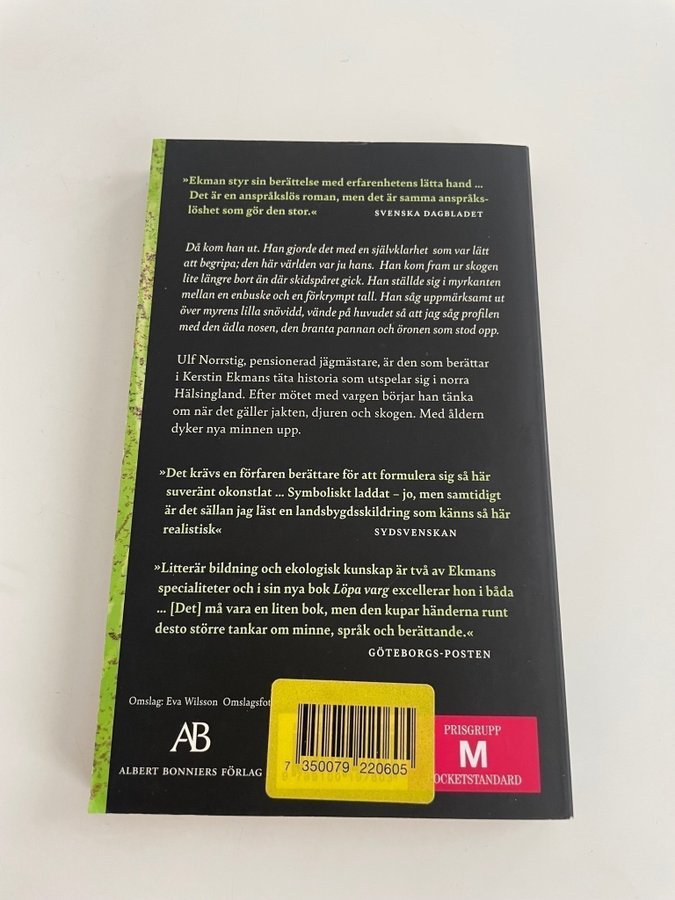 »Ekman styr sin berättelse med erfarenhetens lätta hand ...
Det är en anspråkslös roman, men det är samma anspråks-
löshet som gör den stor.« SVENSKA DAGBLADET
Då kom han ut. Han gjorde det med en självklarhet som var lätt
att begripa; den här världen var ju hans. Han kom fram ur skogen
lite längre bort än där skidspåret gick. Han ställde sig i myrkanten
mellan en enbuske och en förkrympt tall. Han såg uppmärksamt ut
över myrens lilla snövidd, vände på huvudet så att jag såg profilen
med den ädla nosen, den branta pannan och öronen som stod opp.
Ulf Norrstig, pensionerad jägmästare, är den som berättar
i Kerstin Ekmans täta historia som utspelar sig i norra
Hälsingland. Efter mötet med vargen börjar han tänka
om när det gäller jakten, djuren och skogen. Med åldern
dyker nya minnen upp.
»Det krävs en förfaren berättare för att formulera sig så här
suveränt okonstlat ... Symboliskt laddat – jo, men samtidigt
är det sällan jag läst en landsbygdsskildring som känns så här
realistisk« SYDSVENSKAN
»Litterär bildning och ekologisk kunskap är två av Ekmans
specialiteter och i sin nya bok Löpa varg excellerar hon i båda
... [Det] må vara en liten bok, men den kupar händerna runt
desto större tankar om minne, språk och berättande.«
GÖTEBORGS-POSTEN
Omslag: Eva Wilsson Omslagsfot
AB
ALBERT BONNIERS FÖRLAG
7 350079 220605
PRISGRUPP
M
OCKETSTANDARD